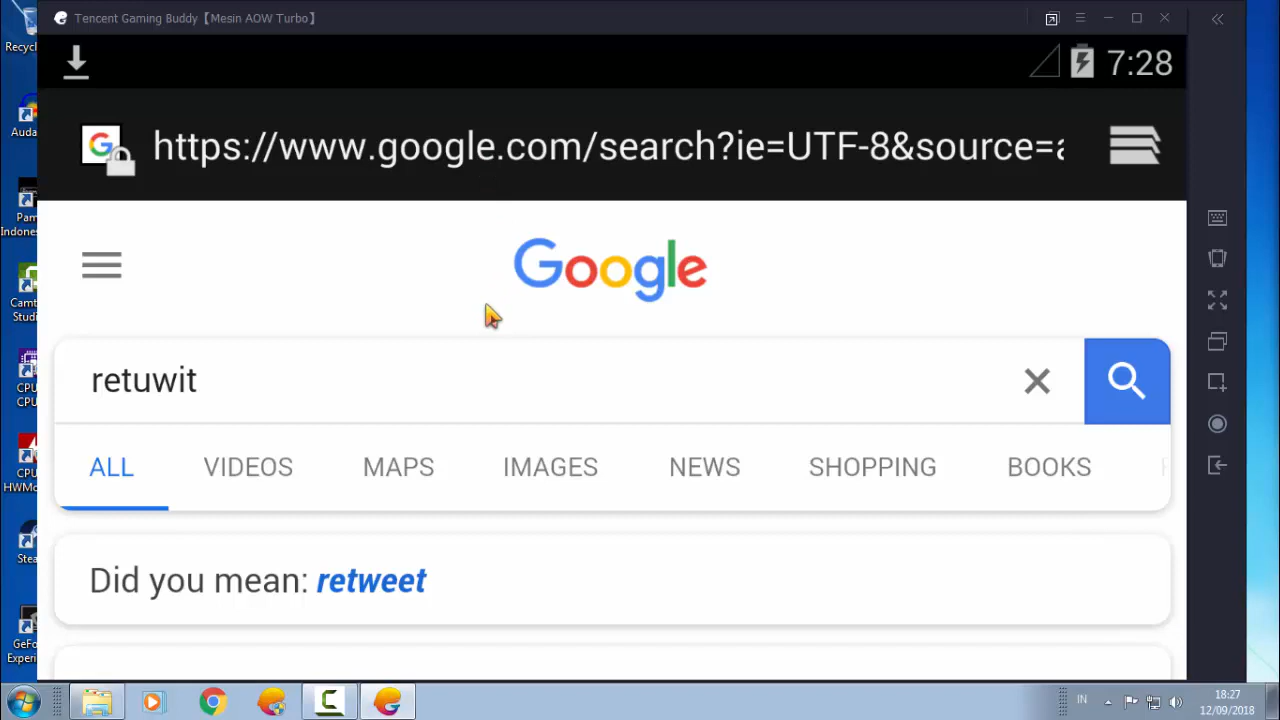 Tencent Gaming Buddy【Mesin AOW Turbo】
Recycl
7:28
https://www.google.com/search?ie=UTF-8&source=a
Auda
Google
Pam
Indones
retuwit
Camt
Studi
ALL VIDEOS MAPS IMAGES NEWS SHOPPING BOOKS
CPU
CPU
CPU
HWMo
Did you mean: retweet
Stea
GeFo
Experi
IN
18:27
12/09/2018